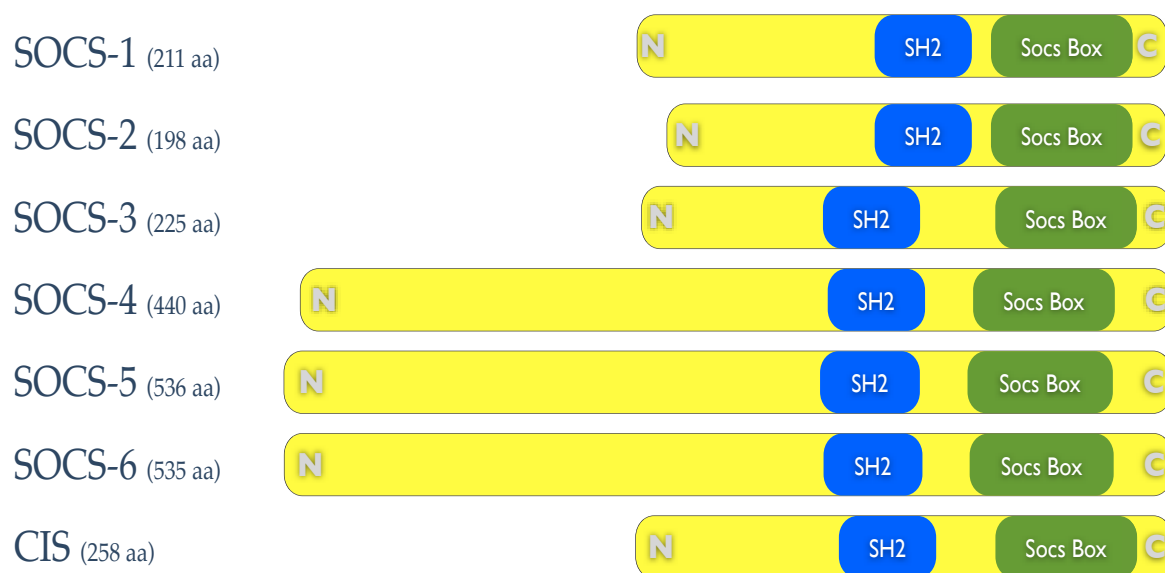 SOCS-1 (211 aa) N SH2 Socs Box C
SOCS-2 (198 aa) N SH2 Socs Box C
SOCS-3 (225 aa) N SH2 Socs Box C
SOCS-4 (440 aa) N SH2 Socs Box C
SOCS-5 (536 aa) N SH2 Socs Box C
SOCS-6 (535 aa) N SH2 Socs Box C
CIS (258 aa) N SH2 Socs Box C